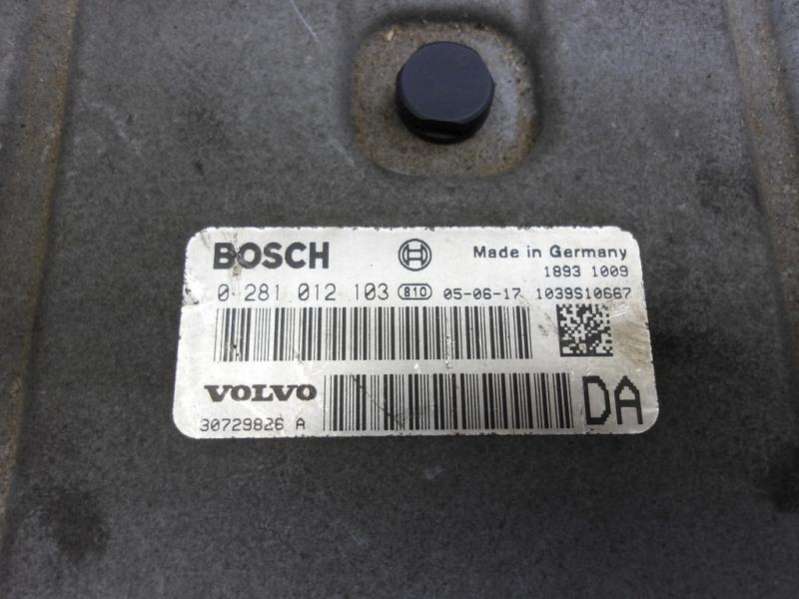 BOSCH Made in Germany
1893 1009
0 281 012 103 810 05-06-17 1039S10667
VOLVO
30729826 A
DA